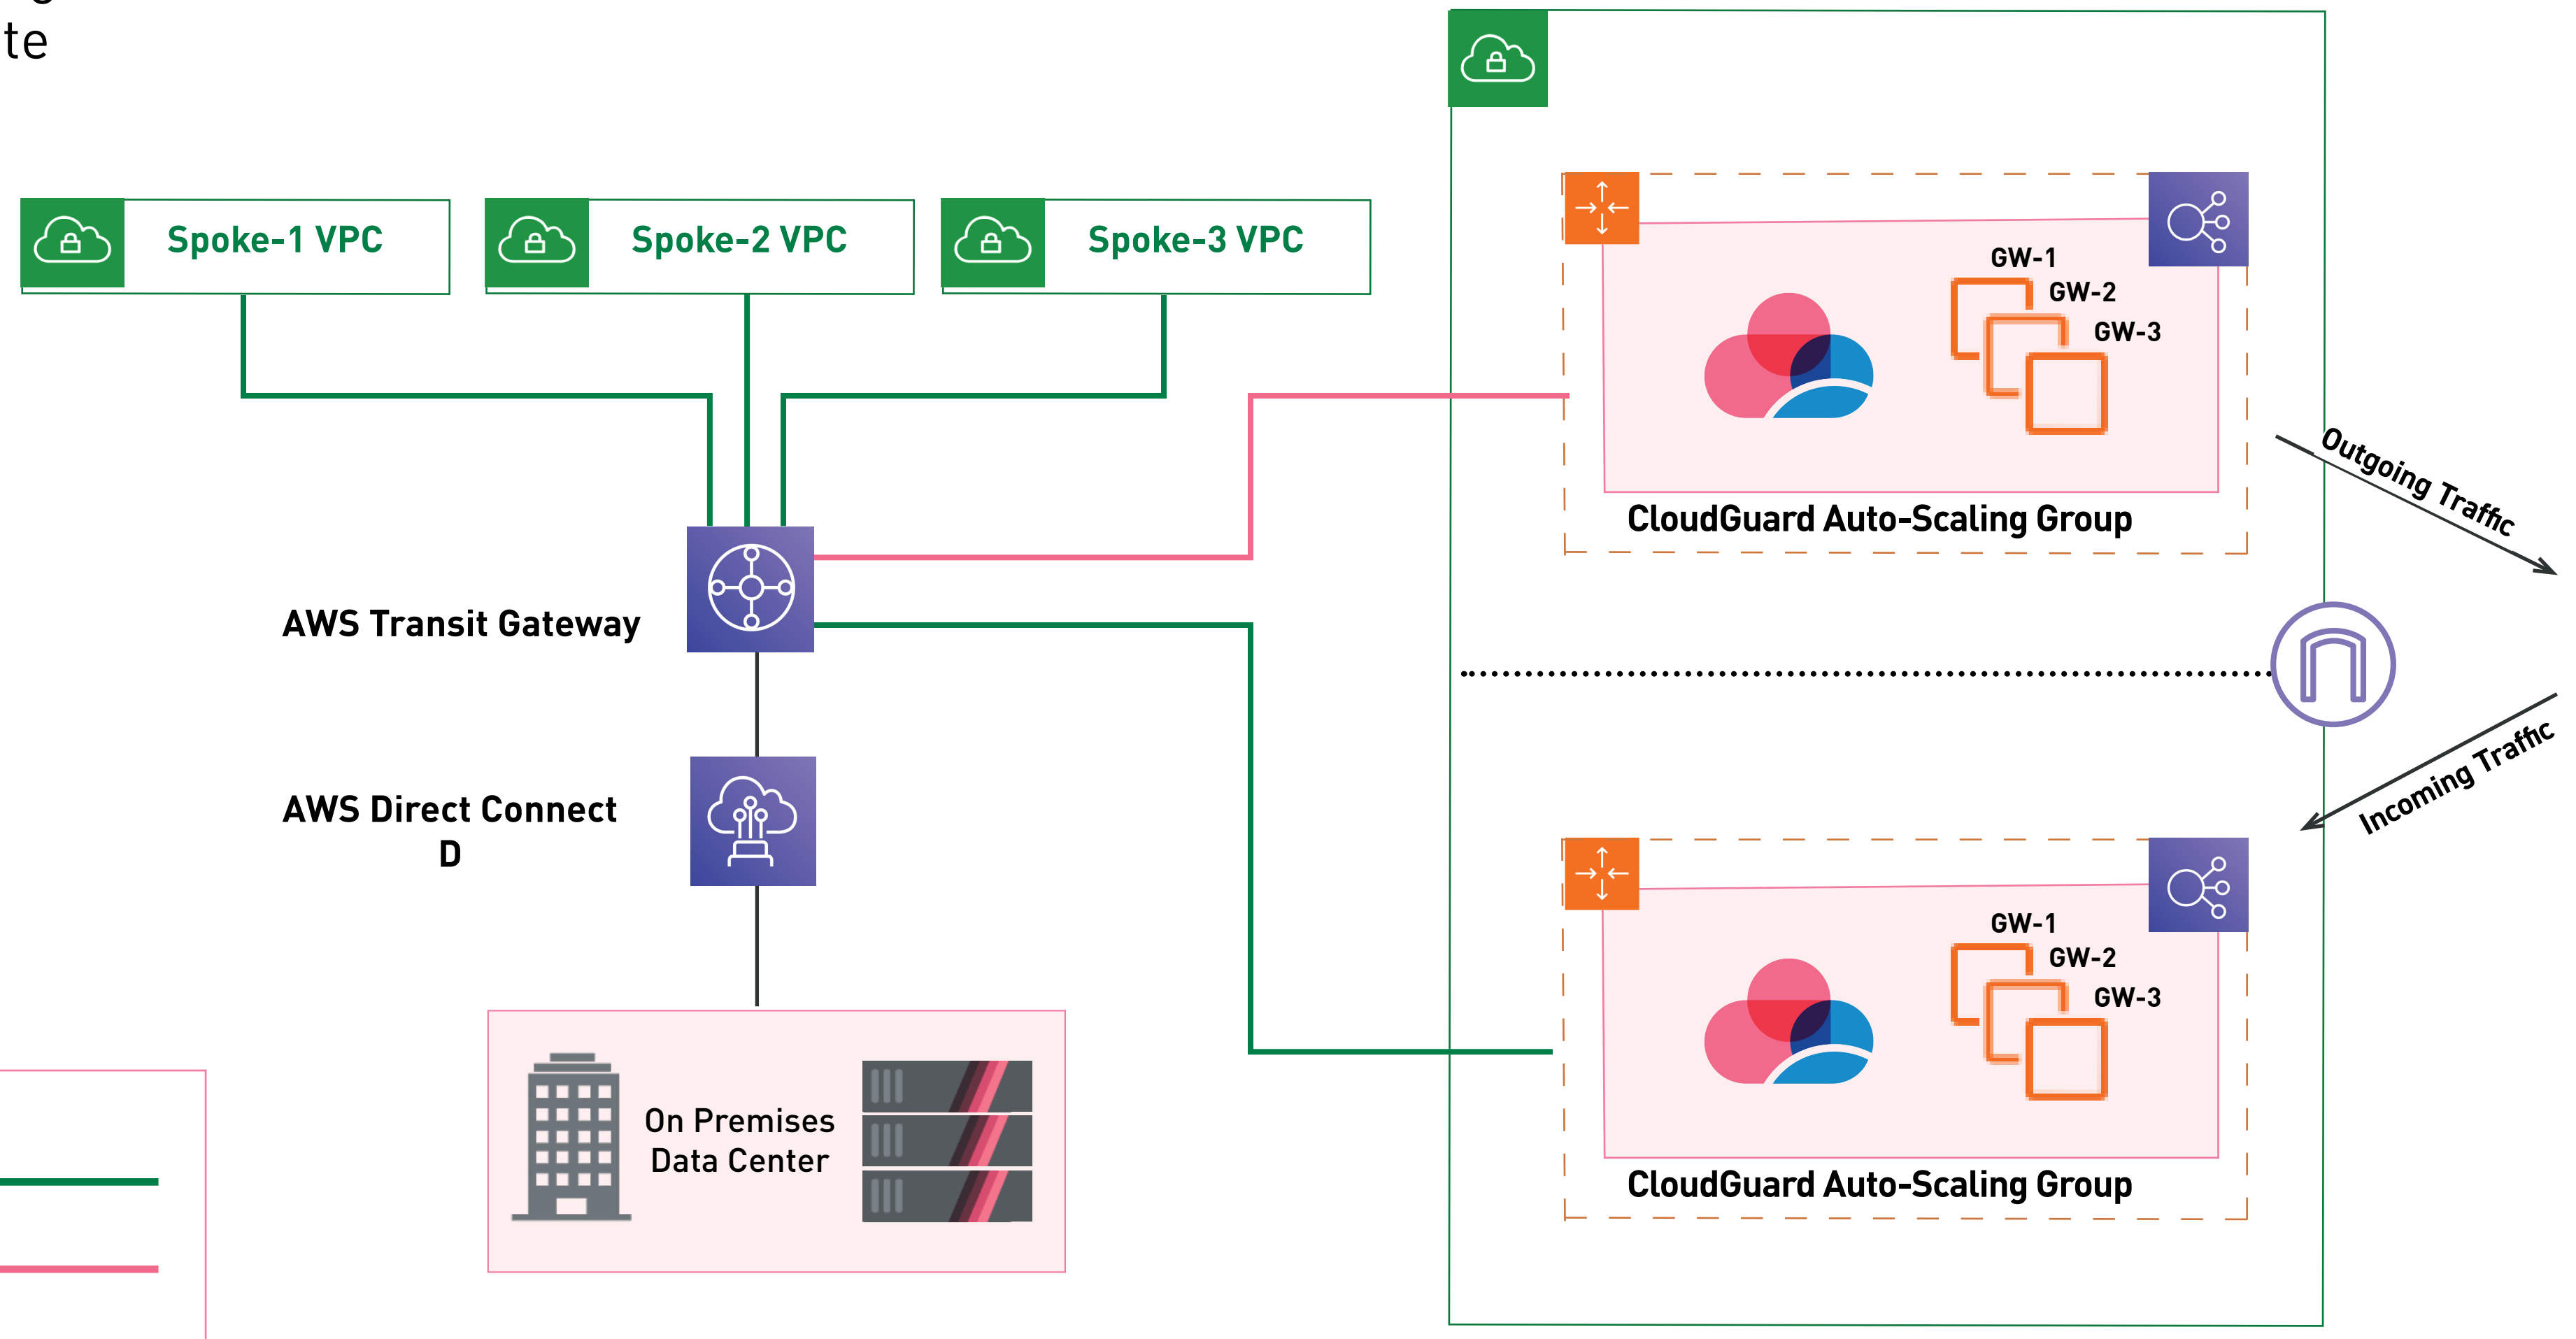 te
Spoke-1 VPC
Spoke-2 VPC
Spoke-3 VPC
GW-1
GW-2
GW-3
CloudGuard Auto-Scaling Group
Outgoing Traffic
AWS Transit Gateway
Incoming Traffic
AWS Direct Connect
D
GW-1
GW-2
GW-3
On Premises
Data Center
CloudGuard Auto-Scaling Group